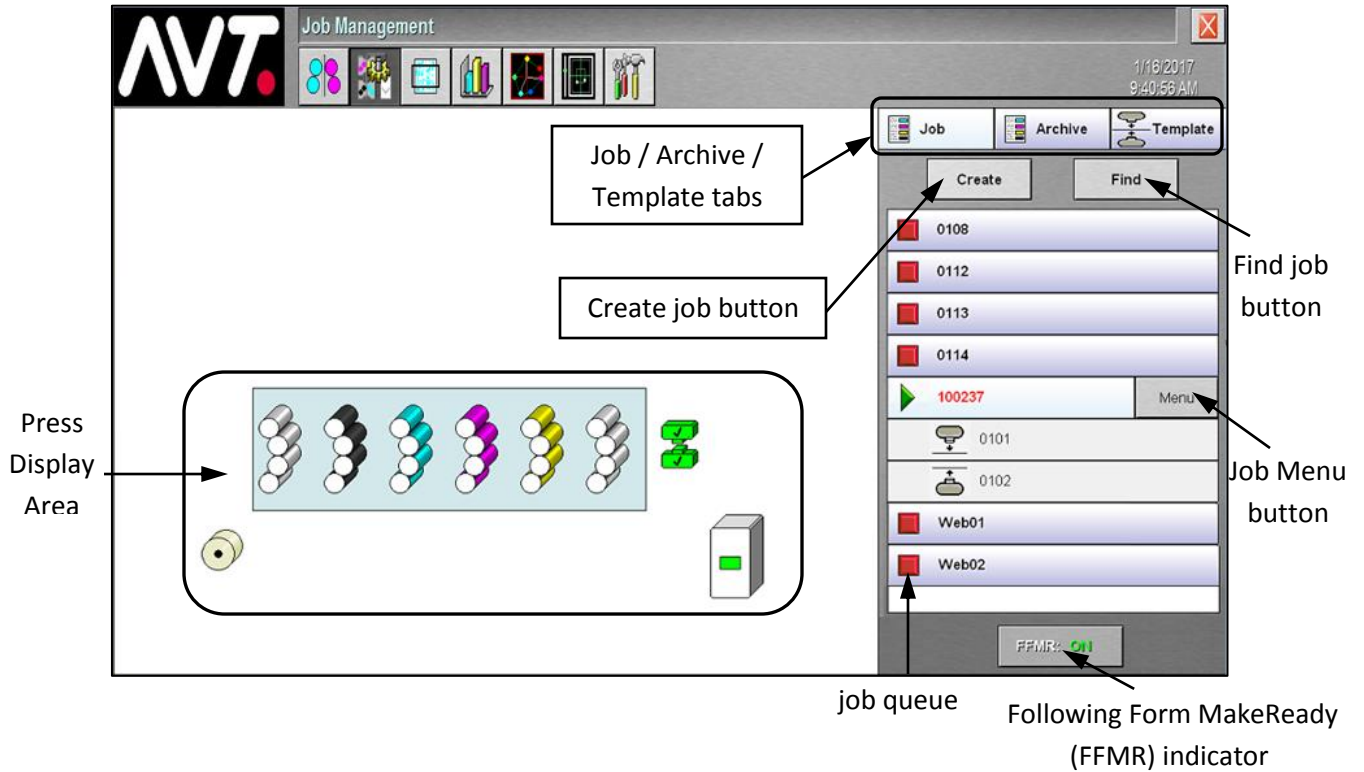 AVT.
Job Management
1/16/2017
9:40:56 AM
Job
Archive
Template
Job / Archive /
Template tabs
Create
Find
0108
0112
Find job
button
Create job button
0113
0114
100237
Menu
Press
Display
Area
0101
0102
Job Menu
button
Web01
Web02
FFMR: ON
job queue
Following Form MakeReady
(FFMR) indicator